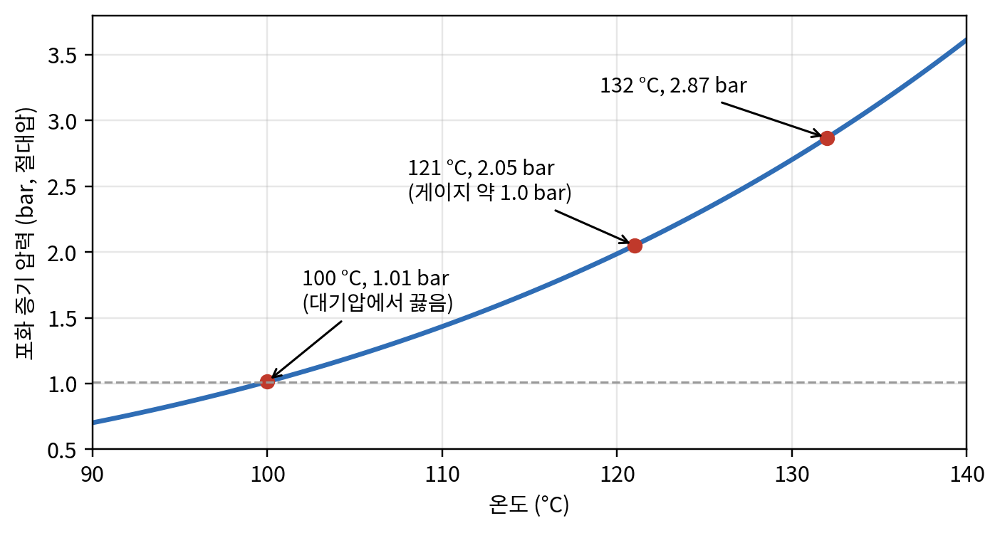 3.5
3.0
2.5
2.0
1.5
1.0
0.5
포화 증기 압력 (bar, 절대압)
132 °C, 2.87 bar
121 °C, 2.05 bar
(게이지 약 1.0 bar)
100 °C, 1.01 bar
(대기압에서 끓음)
90 100 110 120 130 140
온도 (°C)